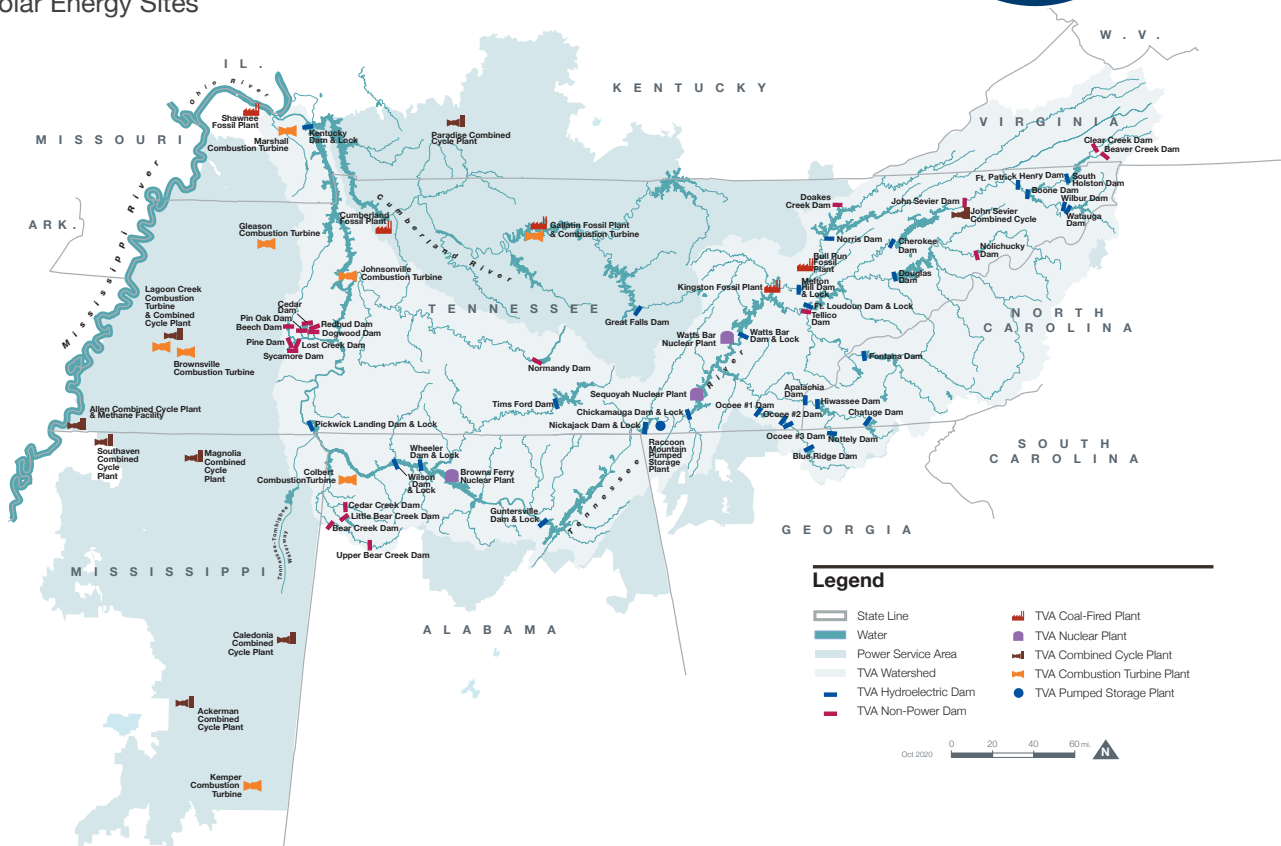 olar Energy Sites
W. V.
IL.
Ohio River
KENTUCKY
MISSOURI
VIRGINIA
Shawnee
Fossil Plant
Marshall
Combustion Turbine
Kentucky
Dam & Lock
Paradise Combined
Cycle Plant
Clear Creek Dam
Beaver Creek Dam
Mississippi River
ARK.
Ft. Patrick Henry Dam
South
Holston Dam
Boone Dam
Wilbur Dam
Watauga
Dam
Doakes
Creek Dam
John Sevier Dam
John Sevier
Combined Cycle
Cumberland
Fossil Plant
Cumberland River
Gallatin Fossil Plant
& Combustion Turbine
Gleason
Combustion Turbine
Norris Dam
Cherokee
Dam
Nolichucky
Dam
Bull Run
Fossil
Plant
Johnsonville
Combustion Turbine
Kingston Fossil Plant
Melton
Hill Dam
& Lock
Douglas
Dam
Lagoon Creek
Combustion
Turbine
& Combined
Cycle Plant
TENNESSEE
Ft. Loudoun Dam & Lock
Tellico
Dam
NORTH
CAROLINA
Cedar
Dam
Pin Oak Dam
Beech Dam
Redbud Dam
Dogwood Dam
Pine Dam
Lost Creek Dam
Sycamore Dam
Great Falls Dam
Watts Bar
Nuclear Plant
Watts Bar
Dam & Lock
Brownsville
Combustion Turbine
Normandy Dam
Fontana Dam
River
Sequoyah Nuclear Plant
Apalachia
Dam
Hiwassee Dam
Tims Ford Dam
Chickamauga Dam & Lock
Ocoee #1 Dam
Ocoee #2 Dam
Chatuge Dam
Allen Combined Cycle Plant
& Methane Facility
Pickwick Landing Dam & Lock
Nickajack Dam & Lock
Ocoee #3 Dam
Nottely Dam
Blue Ridge Dam
Raccoon
Mountain
Pumped
Storage
Plant
SOUTH
CAROLINA
Southaven
Combined
Cycle
Plant
Magnolia
Combined
Cycle
Plant
Wheeler
Dam & Lock
Colbert
CombustionTurbine
Wilson
Dam
& Lock
Browns Ferry
Nuclear Plant
Tennessee
Cedar Creek Dam
Little Bear Creek Dam
Bear Creek Dam
Guntersville
Dam & Lock
Tennessee-Tombigbee
Waterway
GEORGIA
Upper Bear Creek Dam
MISSISSIPPI
ALABAMA
Caledonia
Combined
Cycle Plant
Ackerman
Combined
Cycle Plant
Kemper
Combustion
Turbine
Legend
State Line
Water
Power Service Area
TVA Watershed
TVA Hydroelectric Dam
TVA Non-Power Dam
TVA Coal-Fired Plant
TVA Nuclear Plant
TVA Combined Cycle Plant
TVA Combustion Turbine Plant
TVA Pumped Storage Plant
Oct 2020
0 20 40 60 mi.
N